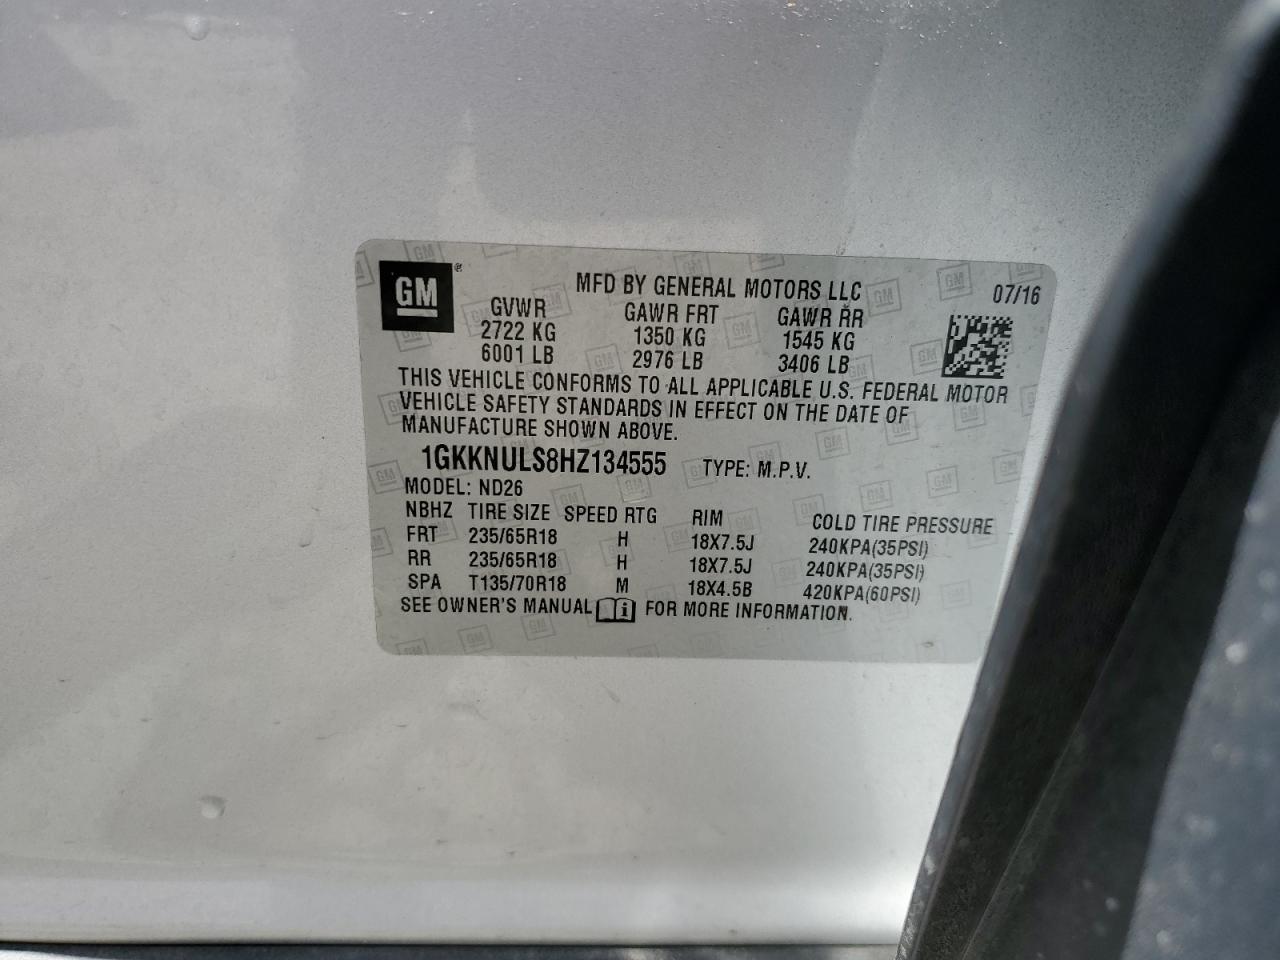 GM ® MFD BY GENERAL MOTORS LLC 07/16
GVWR GAWR FRT GAWR RR
2722 KG 1350 KG 1545 KG
6001 LB 2976 LB 3406 LB
THIS VEHICLE CONFORMS TO ALL APPLICABLE U.S. FEDERAL MOTOR
VEHICLE SAFETY STANDARDS IN EFFECT ON THE DATE OF
MANUFACTURE SHOWN ABOVE.
1GKKNULS8HZ134555 TYPE: M.P.V.
MODEL: ND26
NBHZ TIRE SIZE SPEED RTG RIM COLD TIRE PRESSURE
FRT 235/65R18 H 18X7.5J 240KPA(35PSI)
RR 235/65R18 H 18X7.5J 240KPA(35PSI)
SPA T135/70R18 M 18X4.5B 420KPA(60PSI)
SEE OWNER'S MANUAL i FOR MORE INFORMATION.